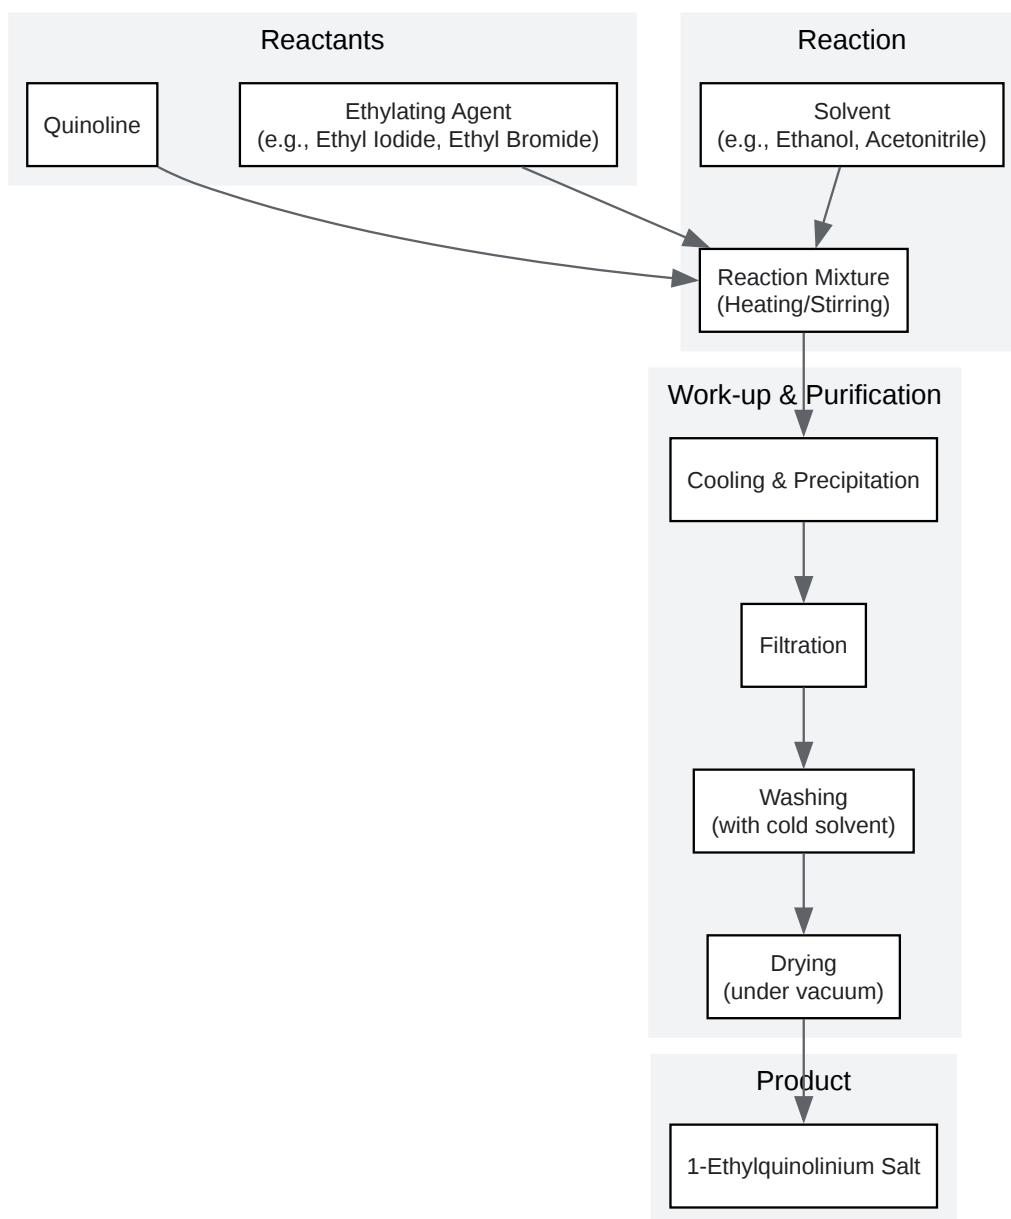 Reactants
Quinoline
Ethylating Agent
(e.g., Ethyl Iodide, Ethyl Bromide)
Reaction
Solvent
(e.g., Ethanol, Acetonitrile)
Reaction Mixture
(Heating/Stirring)
Work-up & Purification
Cooling & Precipitation
Filtration
Washing
(with cold solvent)
Drying
(under vacuum)
Product
1-Ethylquinolinium Salt